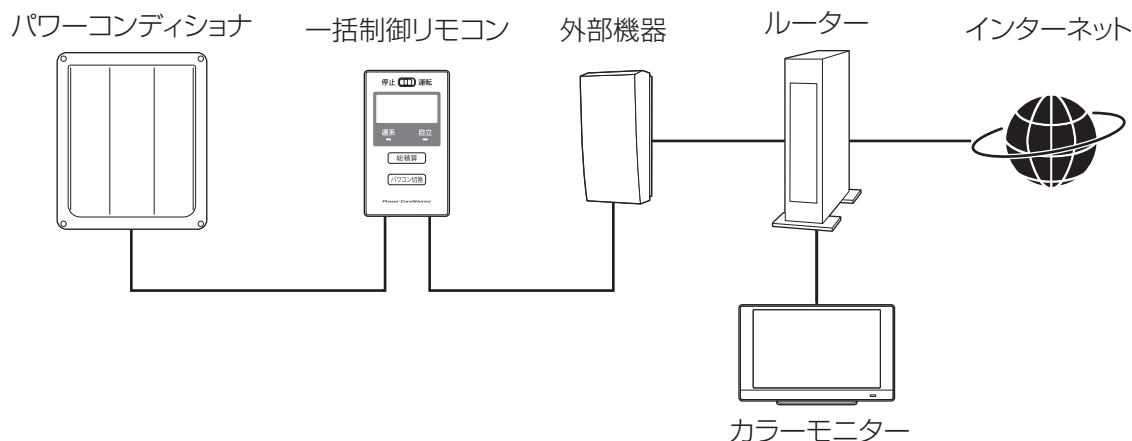 パワーコンディショナ
一括制御リモコン
外部機器
ルーター
インターネット
停止 運転
連系 自立
総積算
パワコン切換
Power Conditioner
カラーモニター